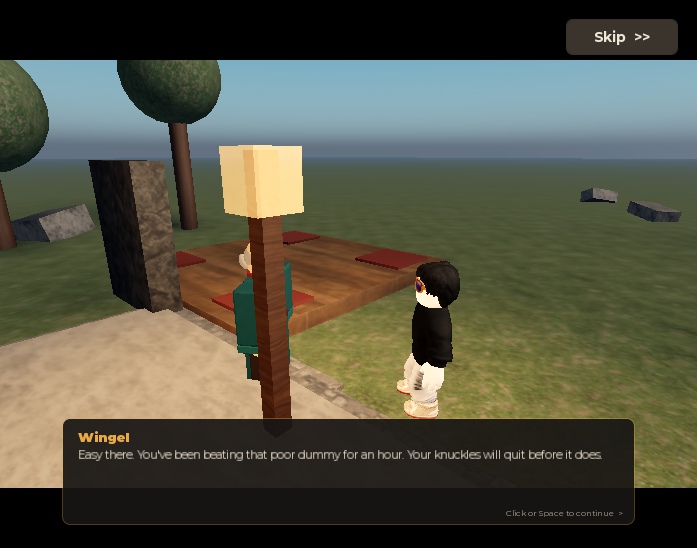 Skip >>
Wingel
Easy there. You've been beating that poor dummy for an hour. Your knuckles will quit before it does.
Click or Space to continue >